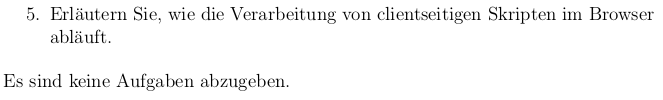 5. Erläutern Sie, wie die Verarbeitung von clientseitigen Skripten im Browser
abläuft.
Es sind keine Aufgaben abzugeben.